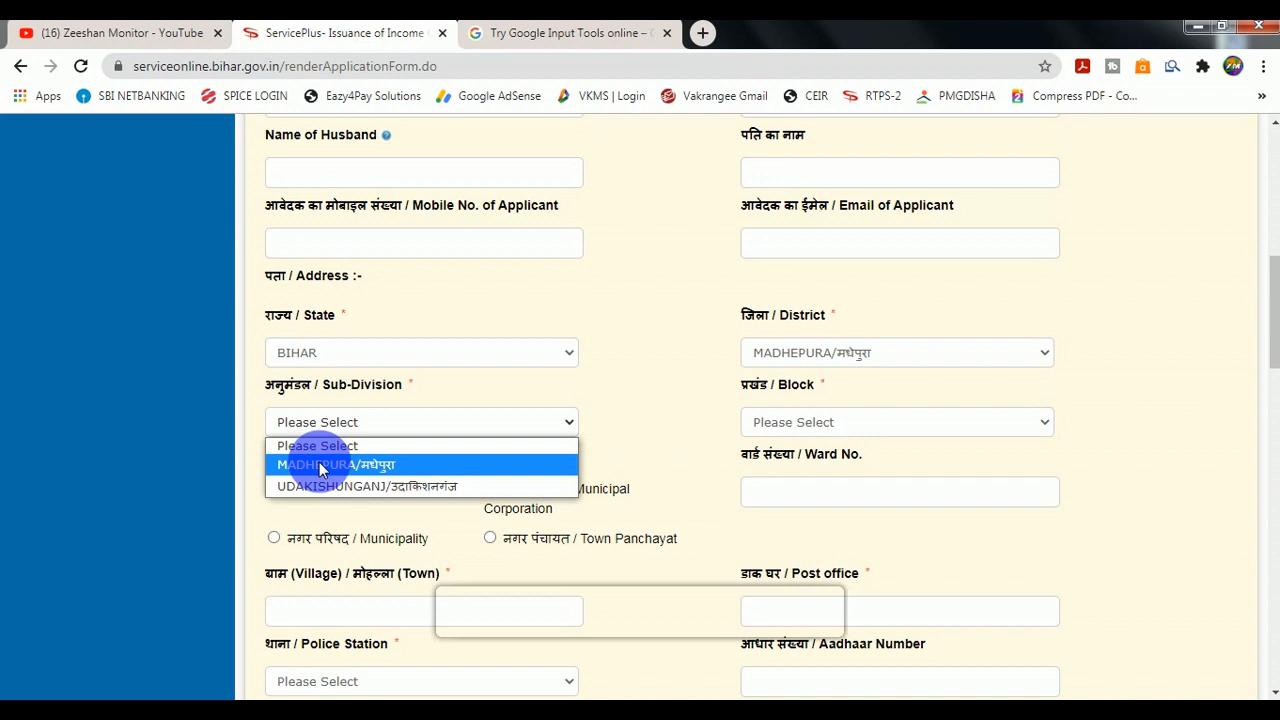 (16) Zeeshan Monitor - YouTube
ServicePlus- Issuance of Income
Try Google Input Tools online –
serviceonline.bihar.gov.in/renderApplicationForm.do
Apps SBI NETBANKING SPICE LOGIN Eazy4Pay Solutions Google AdSense VKMS | Login Vakrangee Gmail CEIR RTPS-2 PMGDISHA Compress PDF - Co... »
Name of Husband
पति का नाम
आवेदक का मोबाइल संख्या / Mobile No. of Applicant
आवेदक का ईमेल / Email of Applicant
पता / Address :-
राज्य / State *
जिला / District *
BIHAR
MADHEPURA/मधेपुरा
अनुमंडल / Sub-Division *
प्रखंड / Block *
Please Select
Please Select
Please Select
MADHEPURA/मधेपुरा
UDAKISHUNGANJ/उदाकिशनगंज
वार्ड संख्या / Ward No.
Municipal
Corporation
नगर परिषद / Municipality
नगर पंचायत / Town Panchayat
ग्राम (Village) / मोहल्ला (Town) *
डाक घर / Post office *
थाना / Police Station *
आधार संख्या / Aadhaar Number
Please Select